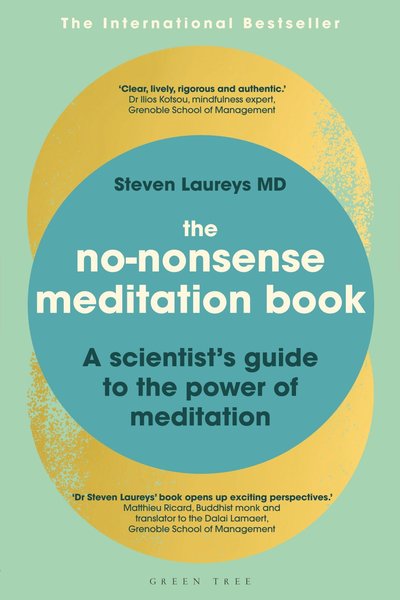 The International Bestseller
‘Clear, lively, rigorous and authentic.’
Dr Ilios Kotsou, mindfulness expert,
Grenoble School of Management
Steven Laureys MD
the
no-nonsense
meditation book
A scientist’s guide
to the power of
meditation
‘Dr Steven Laureys’ book opens up exciting perspectives.’
Matthieu Ricard, Buddhist monk and
translator to the Dalai Lamaert,
Grenoble School of Management
GREEN TREE